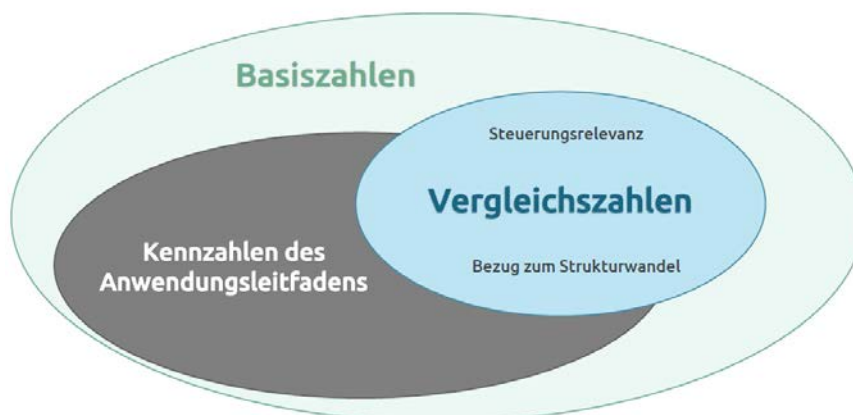 Basiszahlen
Steuerungsrelevanz
Vergleichszahlen
Kennzahlen des
Anwendungsleitfadens
Bezug zum Strukturwandel